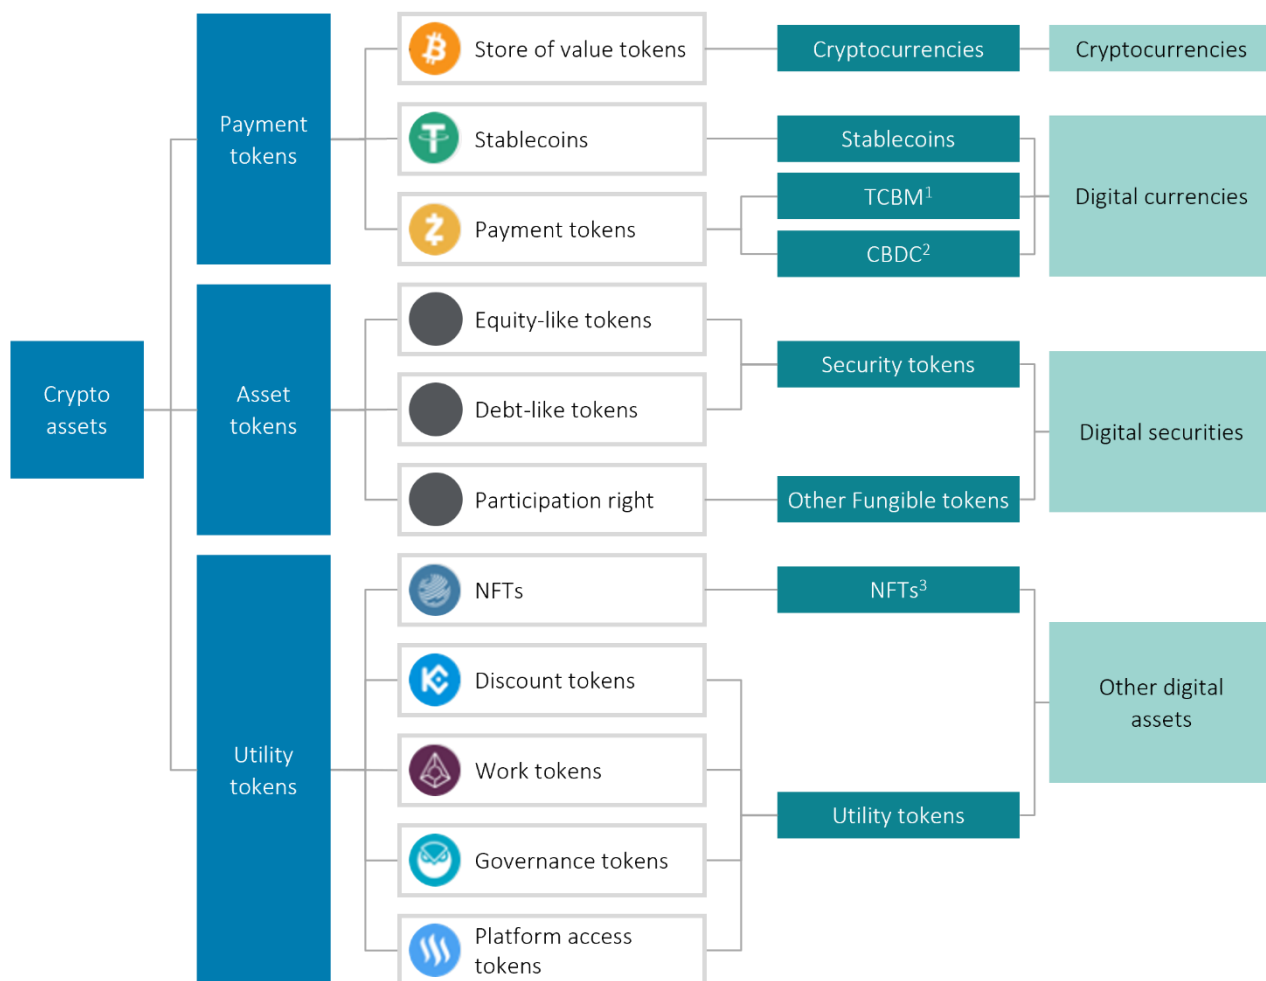 Crypto
assets
Payment
tokens
Asset
tokens
Utility
tokens
Store of value tokens
Stablecoins
Payment tokens
Equity-like tokens
Debt-like tokens
Participation right
NFTs
Discount tokens
Work tokens
Governance tokens
Platform access
tokens
Cryptocurrencies
Stablecoins
TCBM¹
CBDC²
Security tokens
Other Fungible tokens
NFTs³
Utility tokens
Cryptocurrencies
Digital currencies
Digital securities
Other digital
assets